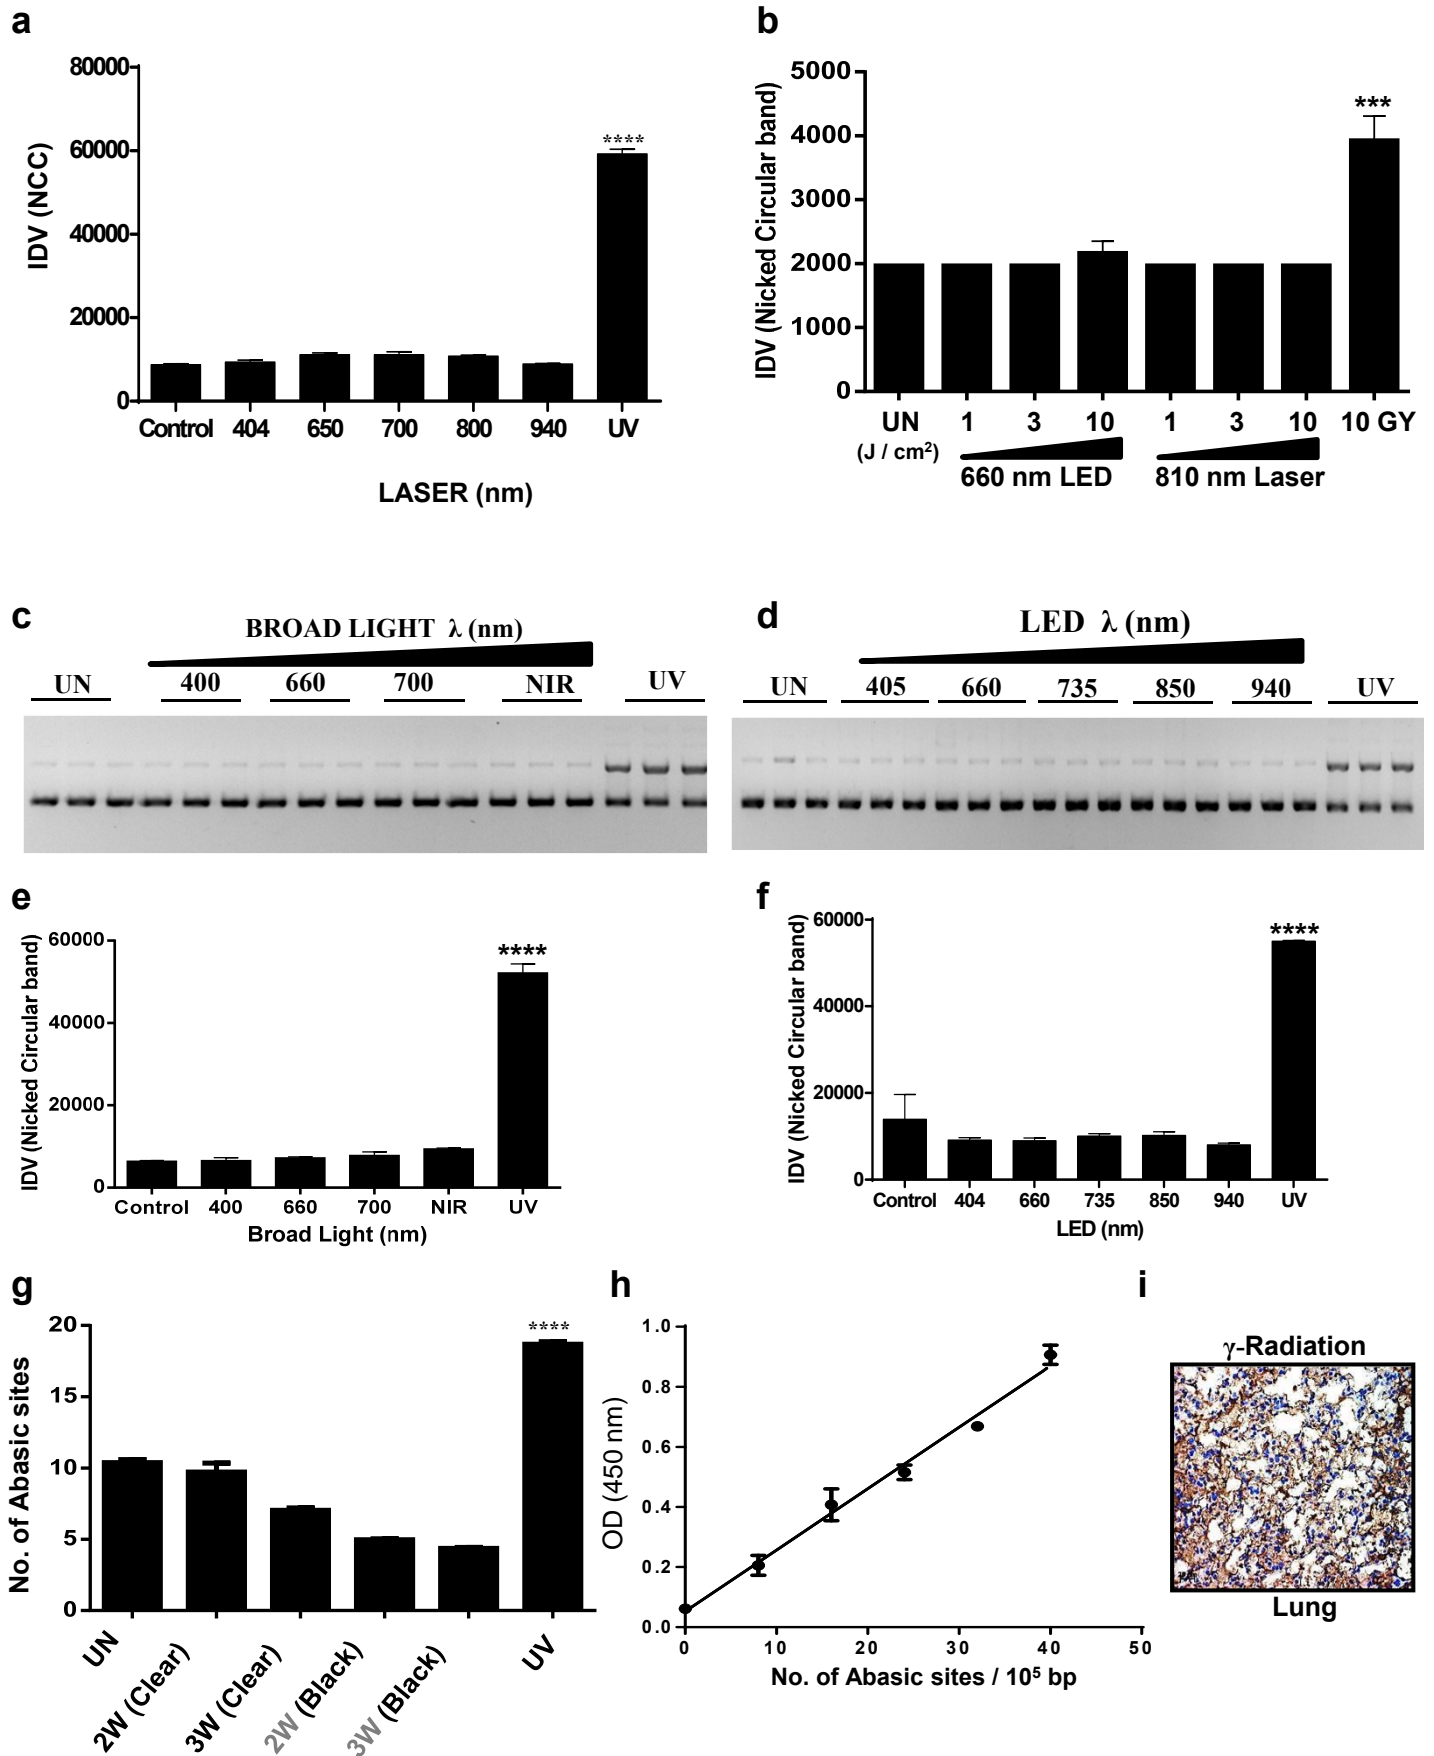 a
80000
60000
40000
20000
0
IDV (NCC)
****
Control 404 650 700 800 940 UV
LASER (nm)
b
5000
4000
3000
2000
1000
0
IDV (Nicked Circular band)
***
UN 1 3 10 1 3 10 10 GY
(J / cm²)
660 nm LED 810 nm Laser
c
BROAD LIGHT λ (nm)
UN 400 660 700 NIR UV
d
LED λ (nm)
UN 405 660 735 850 940 UV
e
60000
40000
20000
0
IDV (Nicked Circular band)
****
Control 400 660 700 NIR UV
Broad Light (nm)
f
60000
40000
20000
0
IDV (Nicked Circular band)
****
Control 404 660 735 850 940 UV
LED (nm)
g
20
15
10
5
0
No. of Abasic sites
****
UN
2W (Clear)
3W (Clear)
2W (Black)
3W (Black)
UV
h
1.0
0.8
0.6
0.4
0.2
0.0
OD (450 nm)
0 10 20 30 40 50
No. of Abasic sites / 10⁵ bp
i
γ-Radiation
Lung